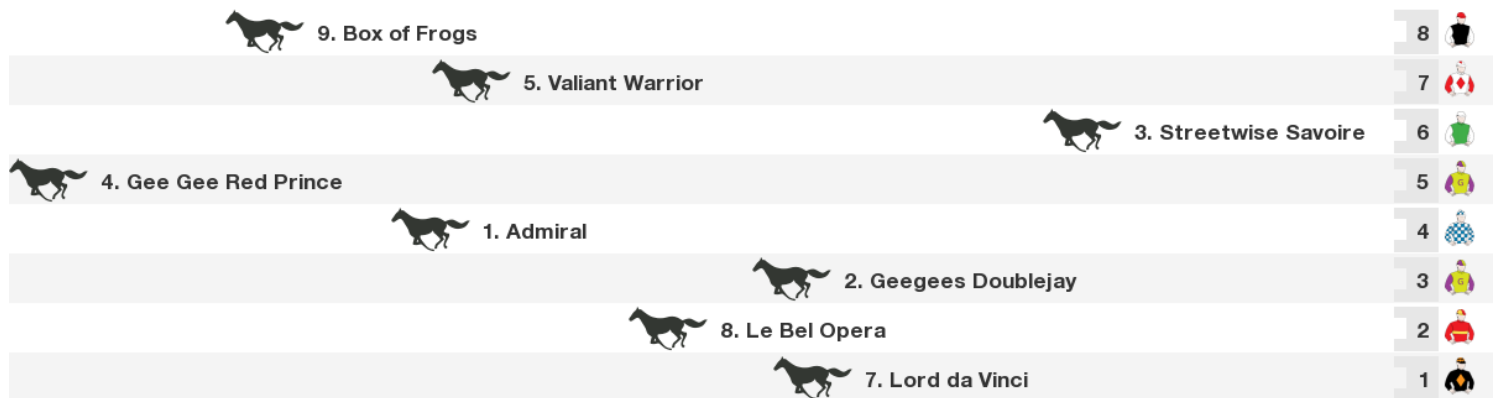 9. Box of Frogs 8
5. Valiant Warrior 7
3. Streetwise Savoire 6
4. Gee Gee Red Prince 5 G
1. Admiral 4
2. Geegees Doublejay 3 G
8. Le Bel Opera 2
7. Lord da Vinci 1